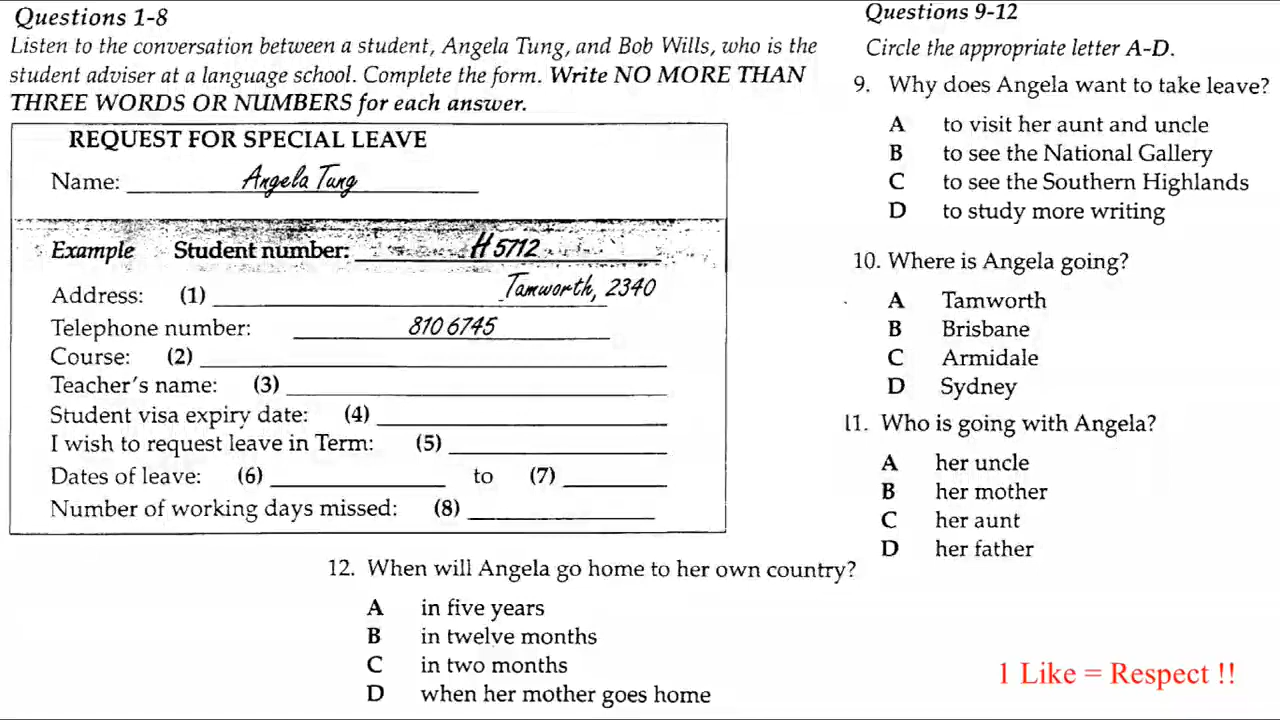 Questions 1-8
Listen to the conversation between a student, Angela Tung, and Bob Wills, who is the
student adviser at a language school. Complete the form. Write NO MORE THAN
THREE WORDS OR NUMBERS for each answer.
REQUEST FOR SPECIAL LEAVE
Name: Angela Tung
Example Student number: H5712
Address: (1) Tamworth, 2340
Telephone number: 810 6745
Course: (2)
Teacher's name: (3)
Student visa expiry date: (4)
I wish to request leave in Term: (5)
Dates of leave: (6) to (7)
Number of working days missed: (8)
Questions 9-12
Circle the appropriate letter A-D.
9. Why does Angela want to take leave?
A to visit her aunt and uncle
B to see the National Gallery
C to see the Southern Highlands
D to study more writing
10. Where is Angela going?
A Tamworth
B Brisbane
C Armidale
D Sydney
11. Who is going with Angela?
A her uncle
B her mother
C her aunt
D her father
12. When will Angela go home to her own country?
A in five years
B in twelve months
C in two months
D when her mother goes home
1 Like = Respect !!